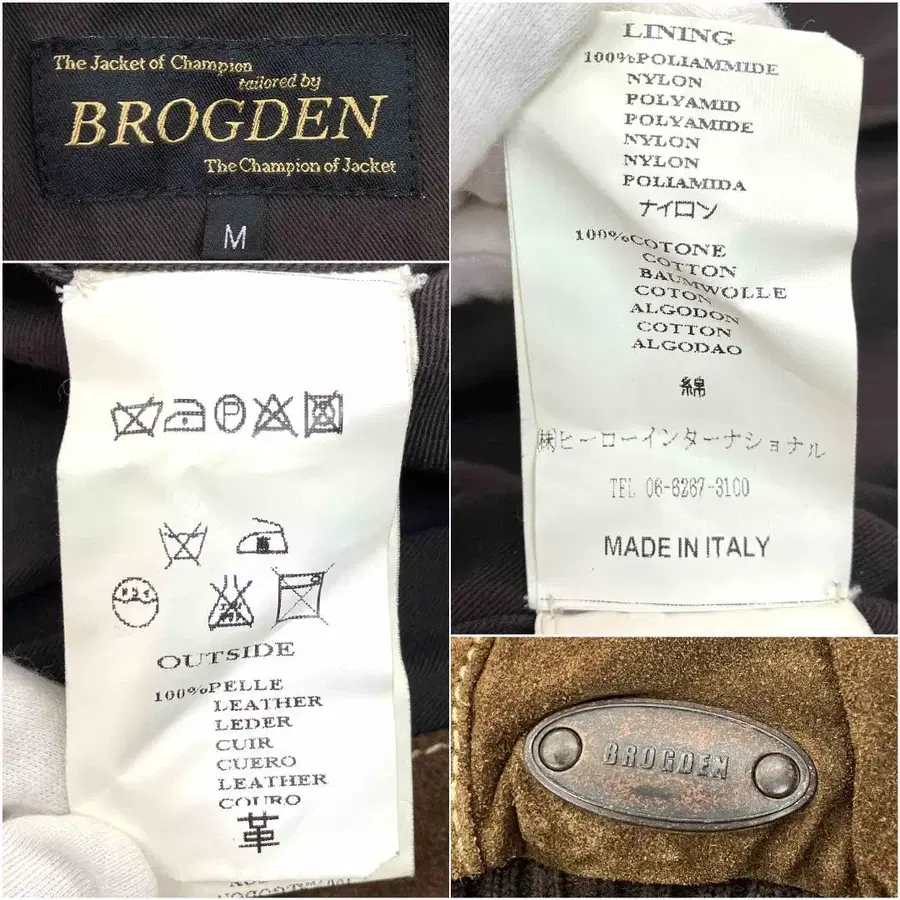 The Jacket of Champion
tailored by
BROGDEN
The Champion of Jacket
M
LINING
100%POLIAMMIDE
NYLON
POLYAMID
POLYAMIDE
NYLON
NYLON
POLIAMIDA
ナイロン
100%COTONE
COTTON
BAUMWOLLE
COTON
ALGODON
COTTON
ALGODAO
綿
㈱ヒーローインターナショナル
TEL 06-6267-3100
MADE IN ITALY
P
OUTSIDE
100%PELLE
LEATHER
LEDER
CUIR
CUERO
LEATHER
COURO
革
BROGDEN